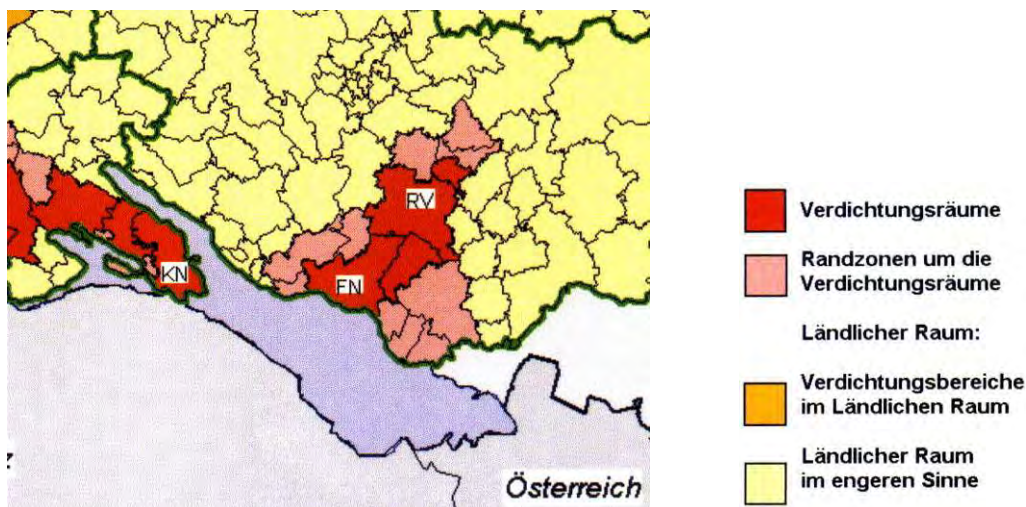 RV
KN
FN
Österreich
Verdichtungsräume
Randzonen um die
Verdichtungsräume
Ländlicher Raum:
Verdichtungsbereiche
im Ländlichen Raum
Ländlicher Raum
im engeren Sinne